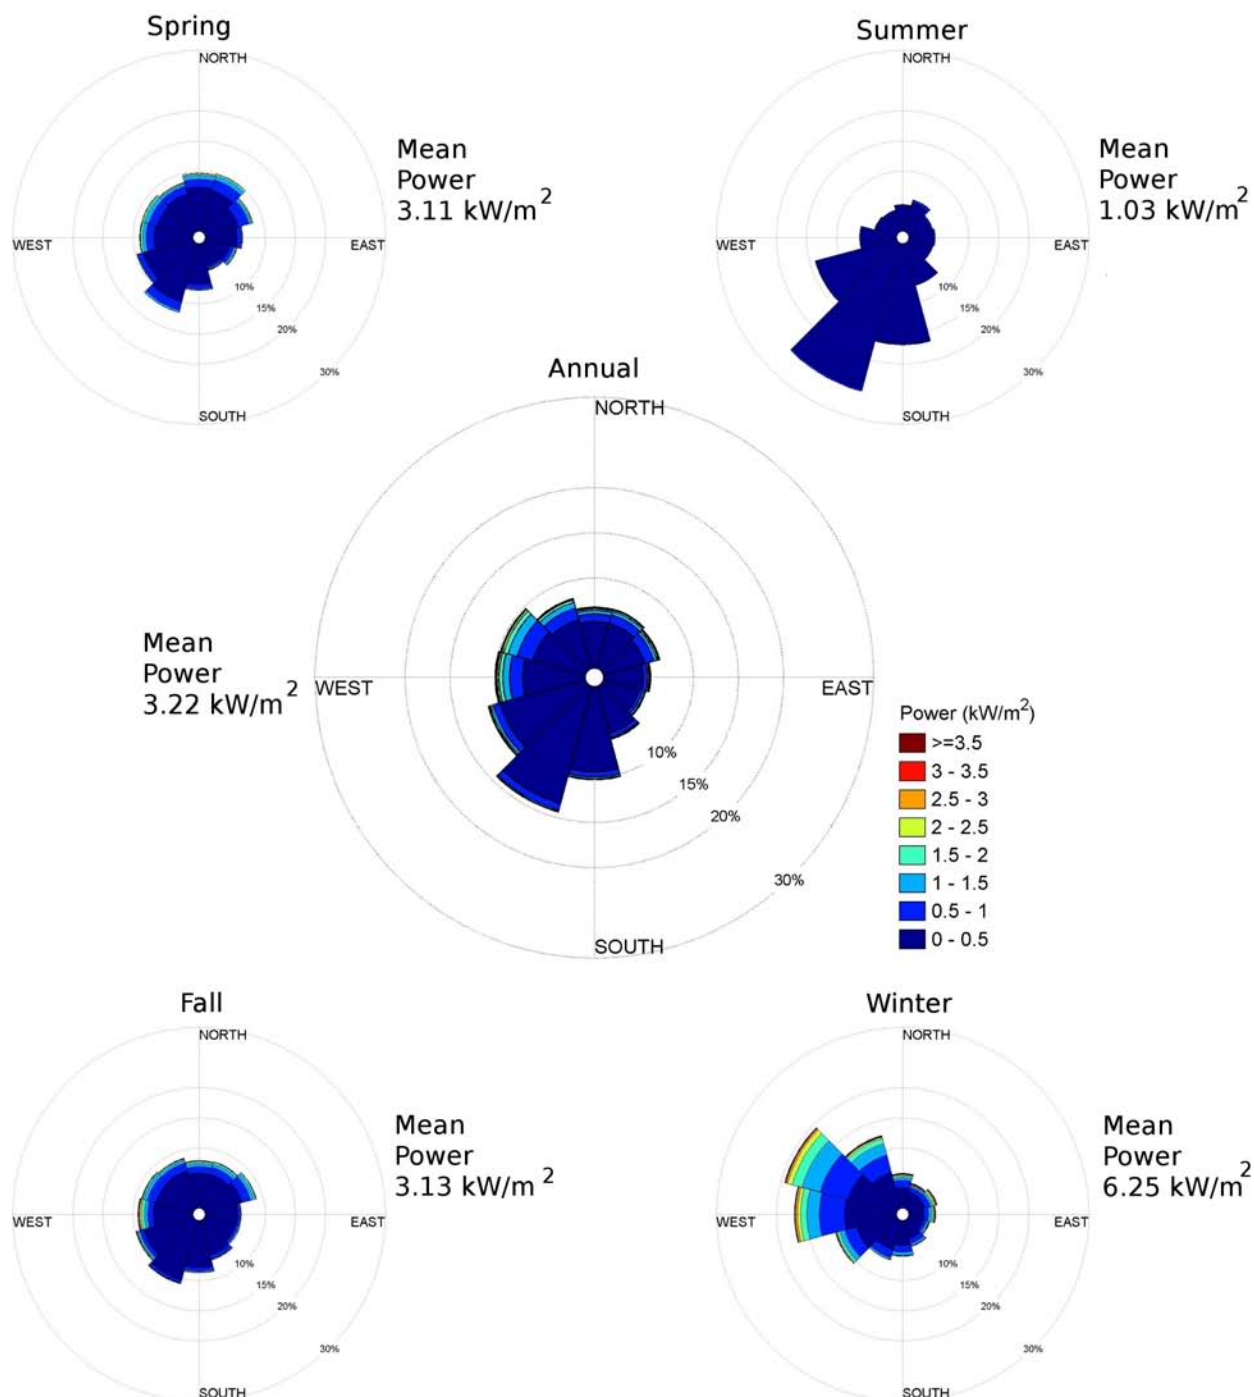 Spring
NORTH
WEST
EAST
SOUTH
10%
15%
20%
30%
Mean
Power
3.11 kW/m²
Summer
NORTH
WEST
EAST
SOUTH
10%
15%
20%
30%
Mean
Power
1.03 kW/m²
Annual
NORTH
WEST
EAST
SOUTH
10%
15%
20%
30%
Mean
Power
3.22 kW/m²
Power (kW/m²)
>=3.5
3 - 3.5
2.5 - 3
2 - 2.5
1.5 - 2
1 - 1.5
0.5 - 1
0 - 0.5
Fall
NORTH
WEST
EAST
SOUTH
10%
15%
20%
30%
Mean
Power
3.13 kW/m²
Winter
NORTH
WEST
EAST
SOUTH
10%
15%
20%
30%
Mean
Power
6.25 kW/m²